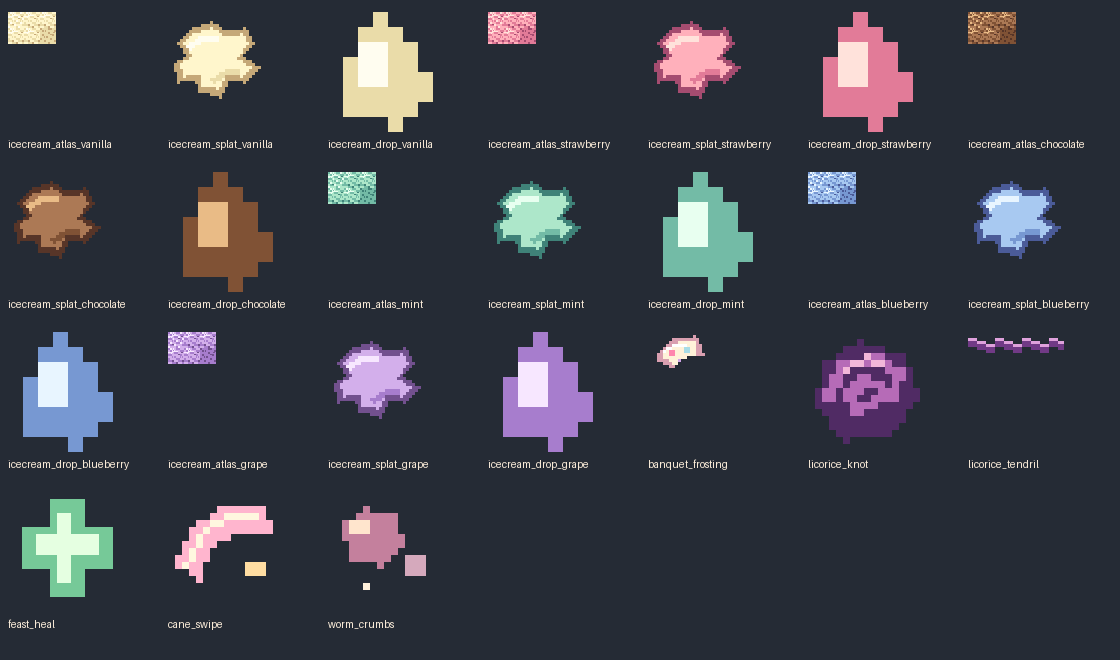 icecream_atlas_vanilla
icecream_splat_vanilla
icecream_drop_vanilla
icecream_atlas_strawberry
icecream_splat_strawberry
icecream_drop_strawberry
icecream_atlas_chocolate
icecream_splat_chocolate
icecream_drop_chocolate
icecream_atlas_mint
icecream_splat_mint
icecream_drop_mint
icecream_atlas_blueberry
icecream_splat_blueberry
icecream_drop_blueberry
icecream_atlas_grape
icecream_splat_grape
icecream_drop_grape
banquet_frosting
licorice_knot
licorice_tendril
feast_heal
cane_swipe
worm_crumbs